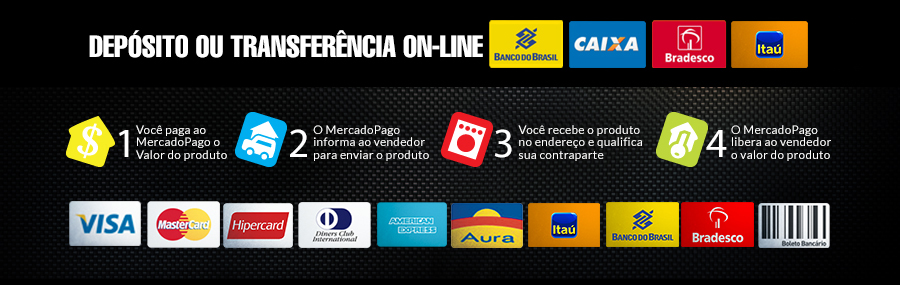 DEPÓSITO OU TRANSFERÊNCIA ON-LINE
BANCO DO BRASIL
CAIXA
Bradesco
Itaú
$
1
Você paga ao
MercadoPago o
Valor do produto
2
O MercadoPago
informa ao vendedor
para enviar o produto
3
Você recebe o produto
no endereço e qualifica
sua contraparte
4
O MercadoPago
libera ao vendedor
o valor do produto
VISA
MasterCard
Hipercard
Diners Club
International
AMERICAN
EXPRESS
Aura
Itaú
BANCO DO BRASIL
Bradesco
Boleto Bancário